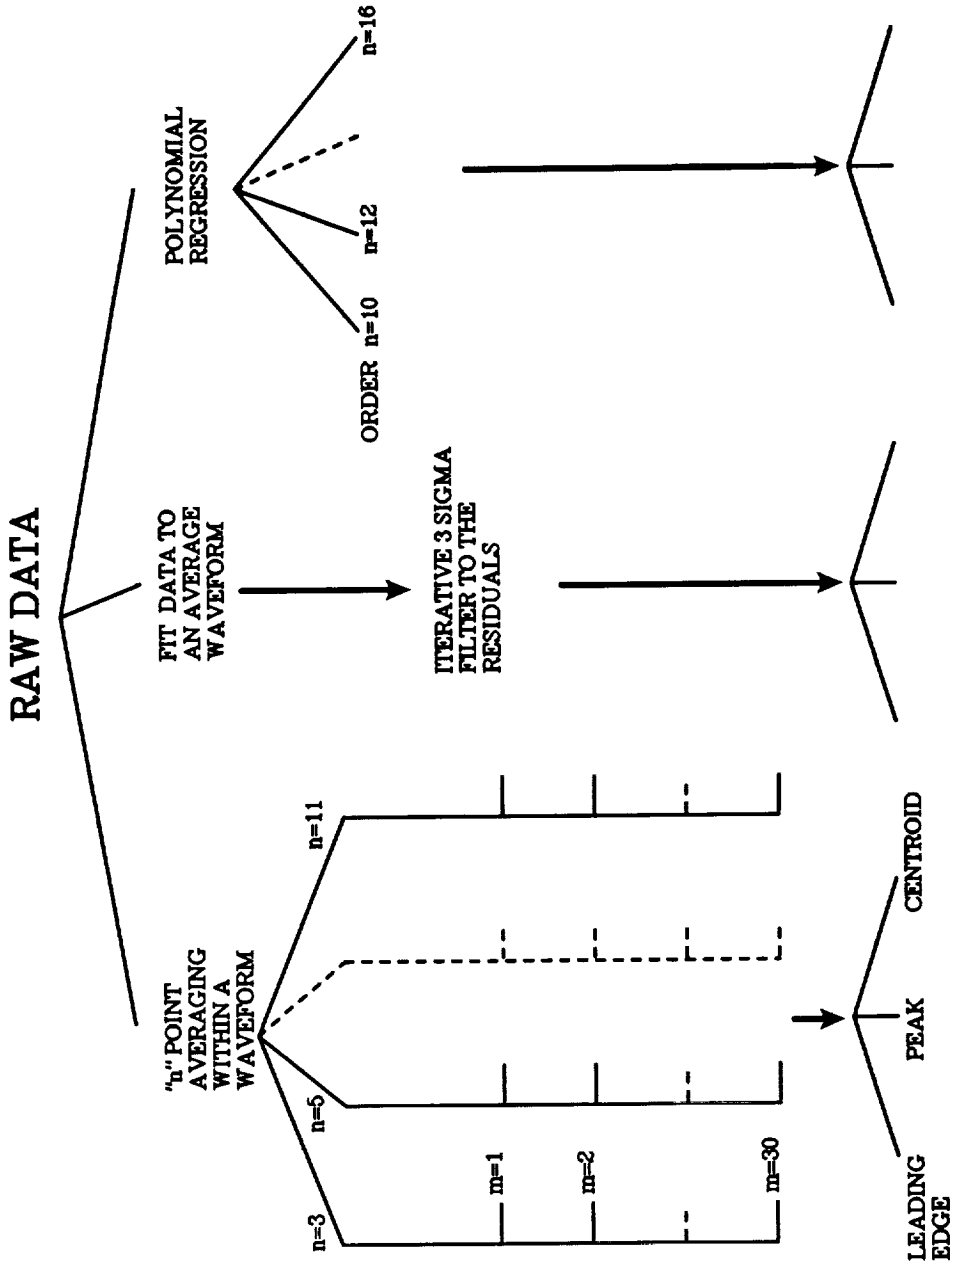 RAW DATA
"n" POINT
AVERAGING
WITHIN A
WAVEFORM
FIT DATA TO
AN AVERAGE
WAVEFORM
POLYNOMIAL
REGRESSION
n=3
n=5
n=11
ORDER n=10
n=12
n=16
ITERATIVE 3 SIGMA
FILTER TO THE
RESIDUALS
m=1
m=2
m=30
LEADING
EDGE
PEAK
CENTROID